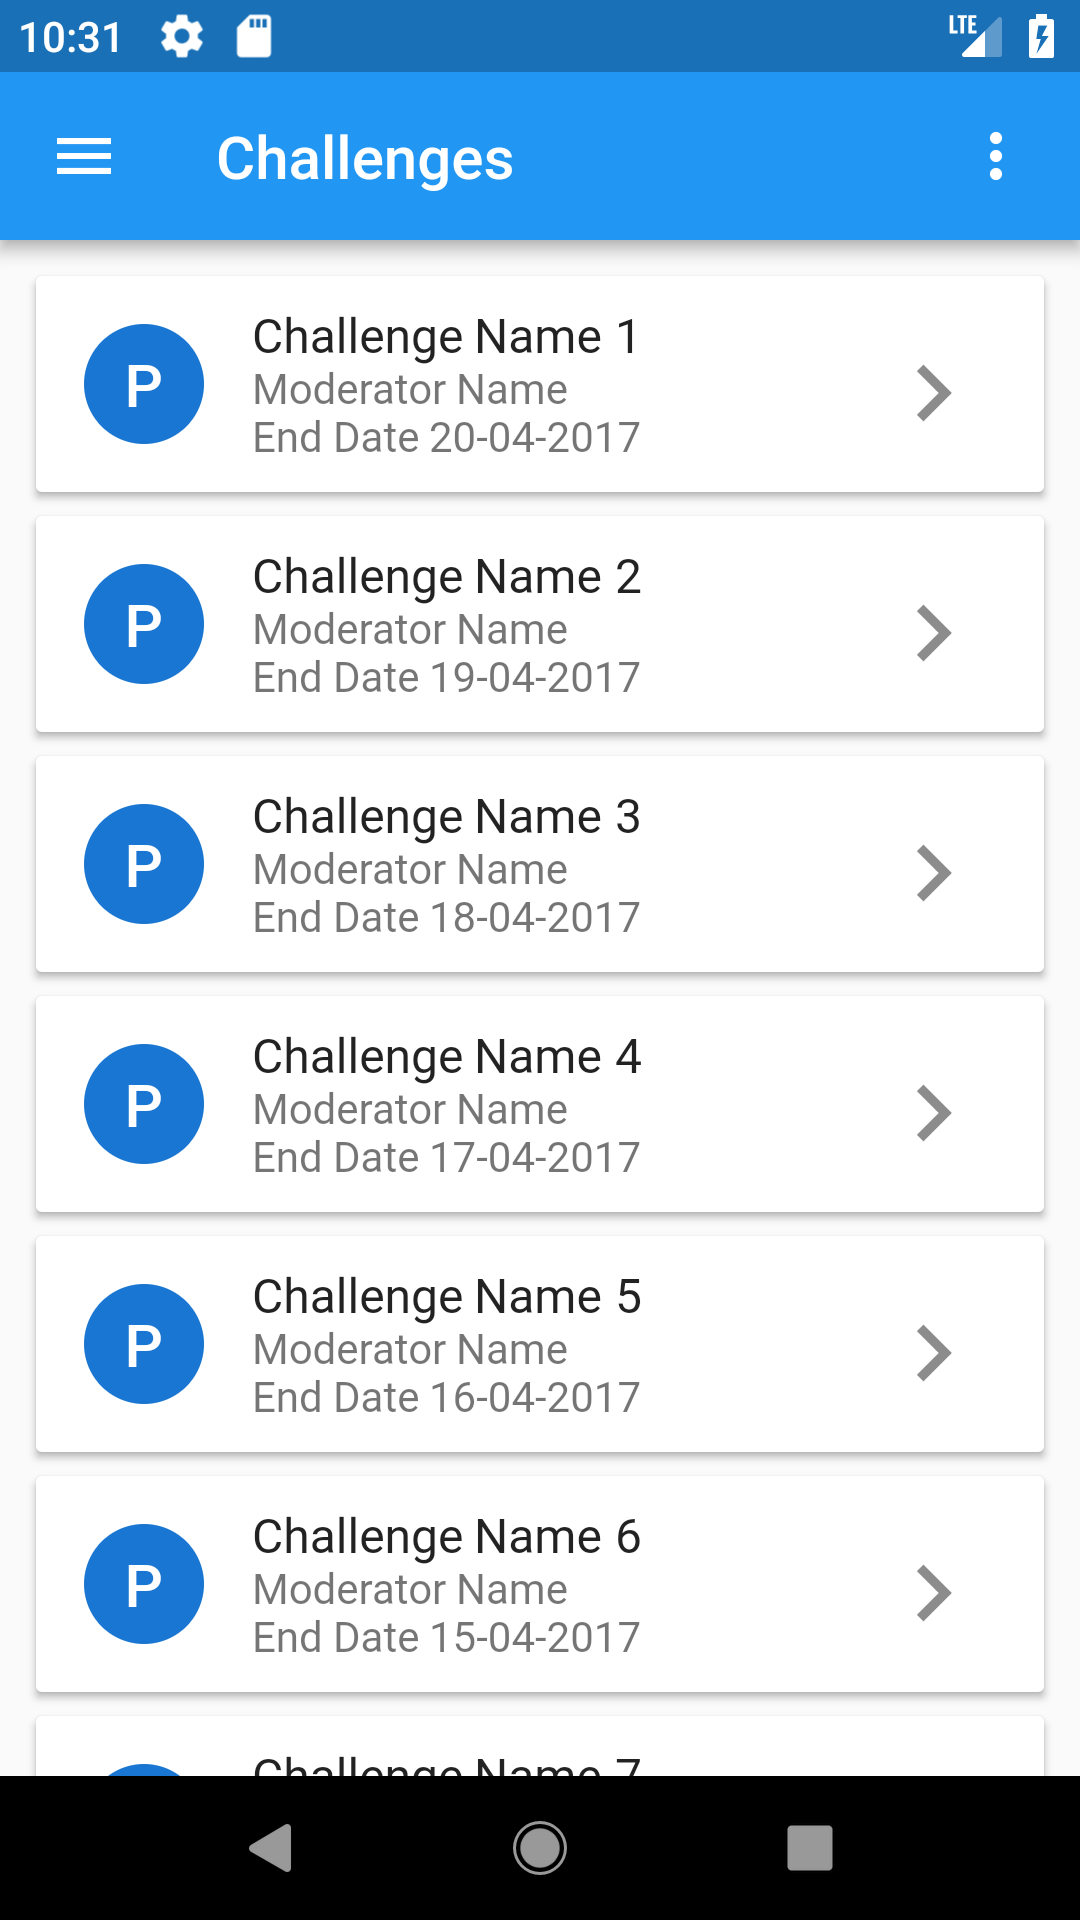 10:31
LTE
Challenges
P
Challenge Name 1
Moderator Name
End Date 20-04-2017
P
Challenge Name 2
Moderator Name
End Date 19-04-2017
P
Challenge Name 3
Moderator Name
End Date 18-04-2017
P
Challenge Name 4
Moderator Name
End Date 17-04-2017
P
Challenge Name 5
Moderator Name
End Date 16-04-2017
P
Challenge Name 6
Moderator Name
End Date 15-04-2017
Challenge Name 7